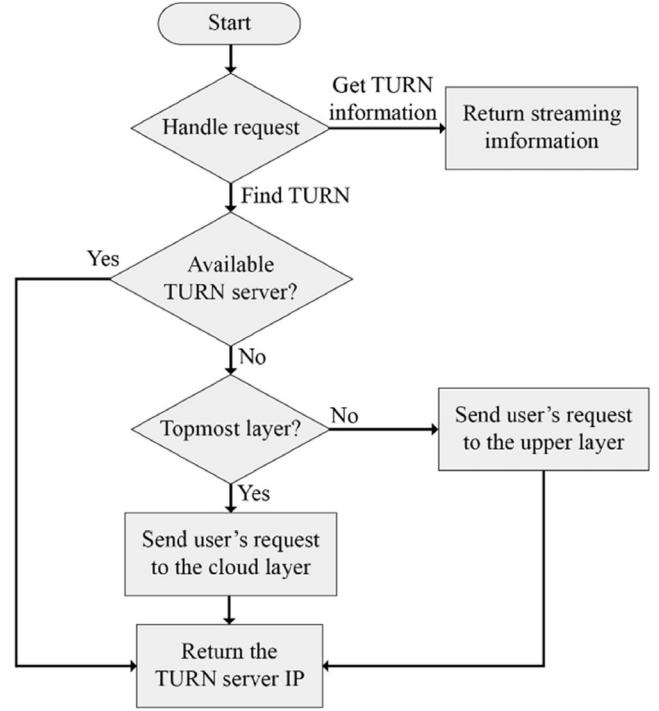 Start
Handle request
Get TURN
information
Return streaming
imformation
Find TURN
Yes
Available
TURN server?
No
Topmost layer?
No
Send user’s request
to the upper layer
Yes
Send user’s request
to the cloud layer
Return the
TURN server IP